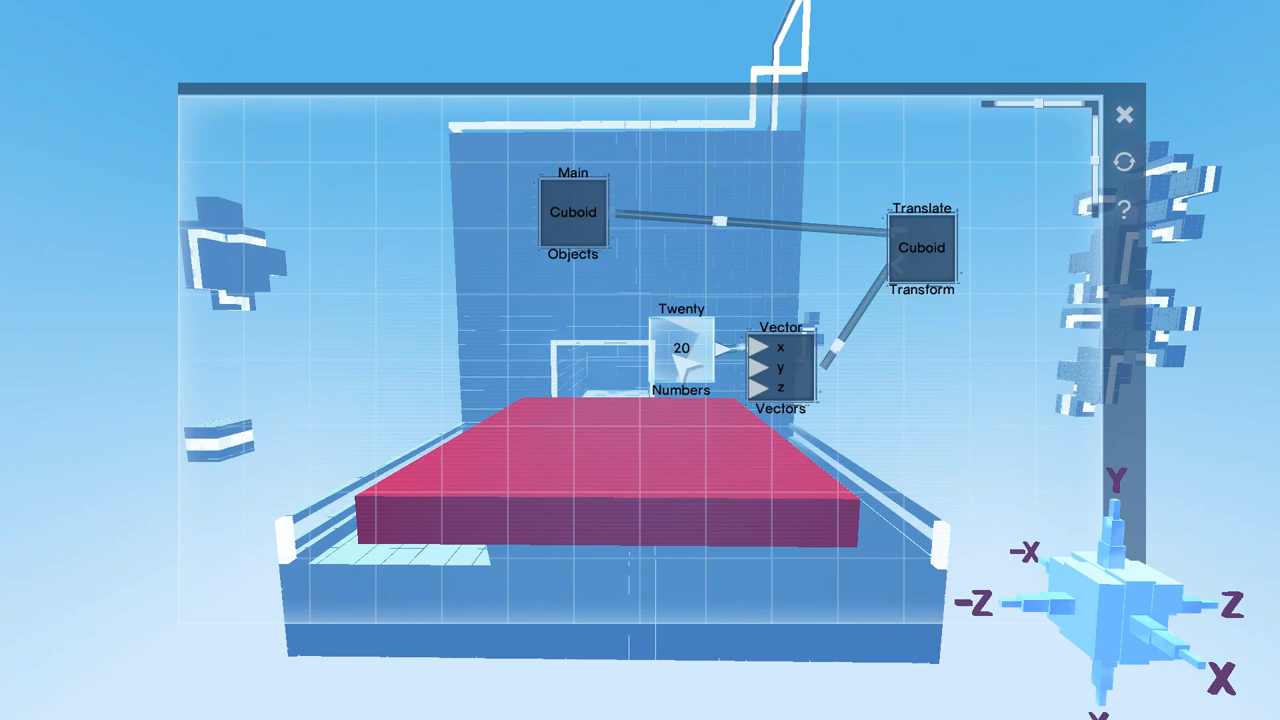 Main
Cuboid
Objects
Translate
Cuboid
Transform
?
Twenty
20
Numbers
Vector
x
y
z
Vectors
Y
-X
-Z
Z
X